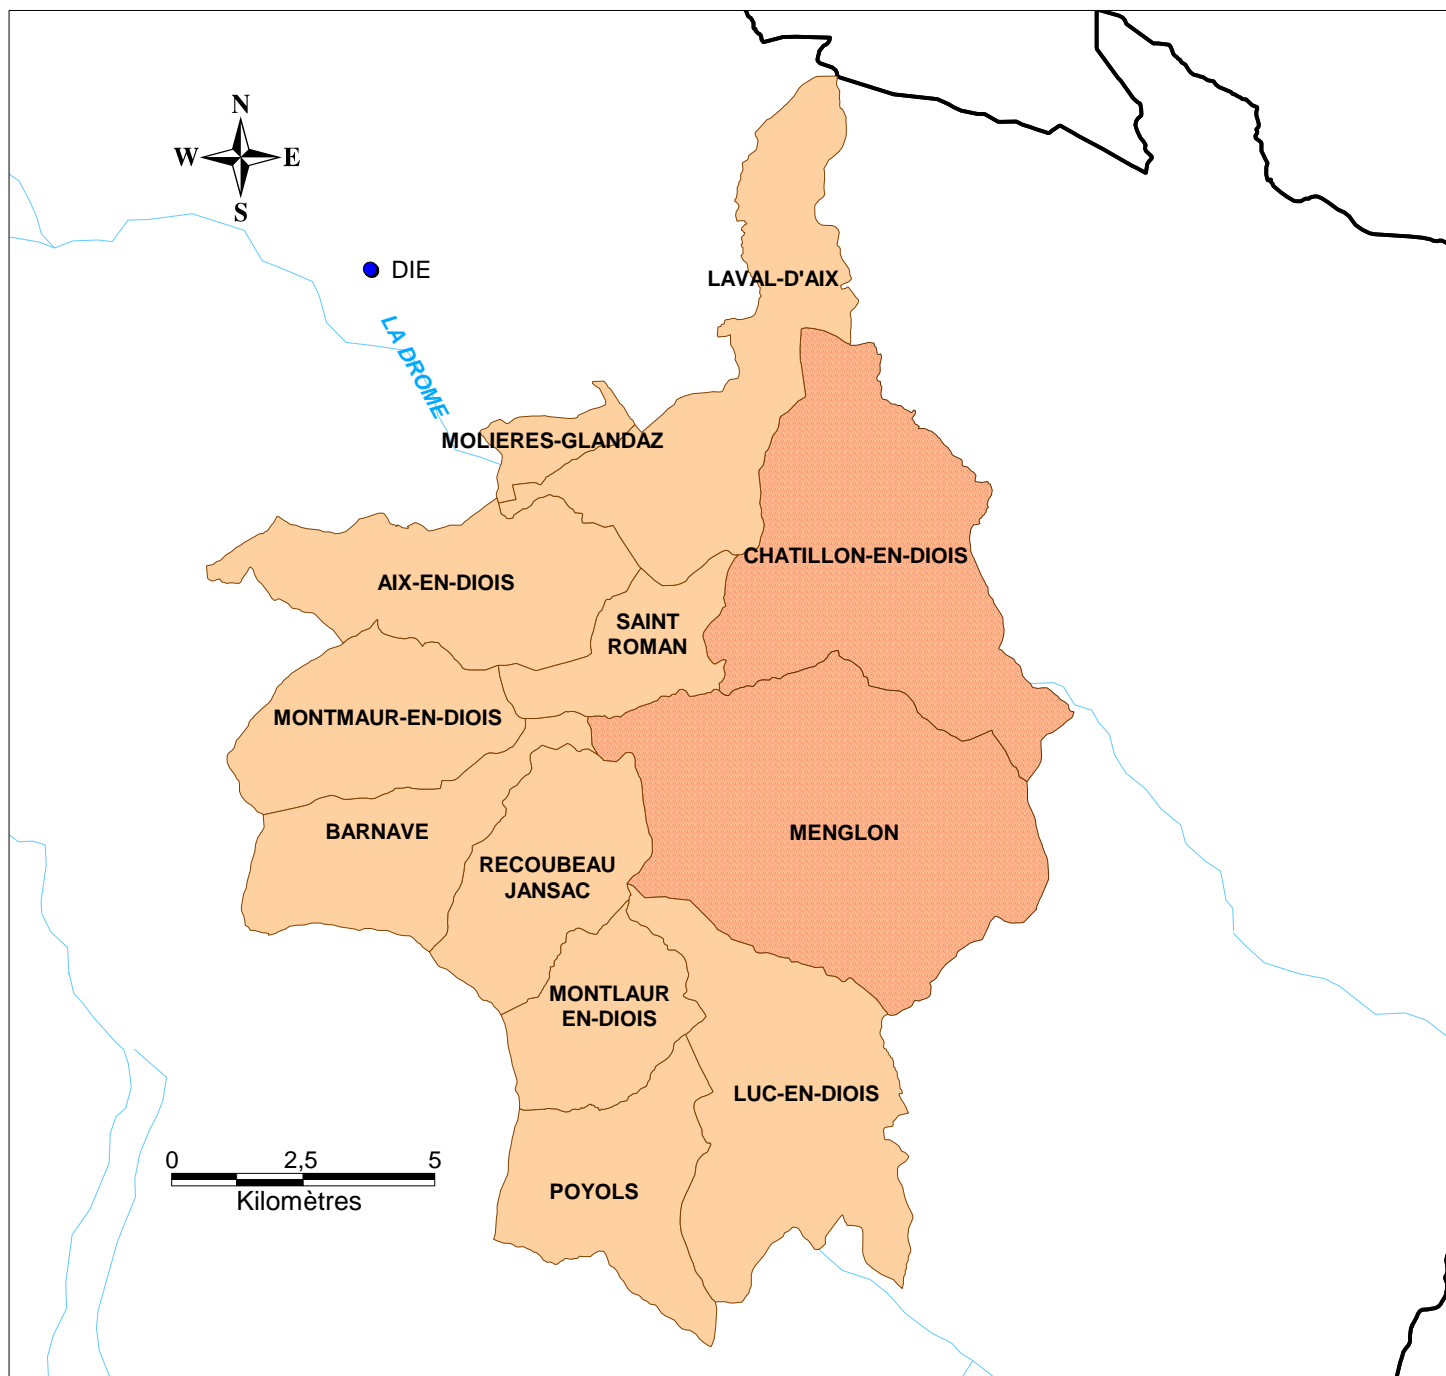 N
W E
S
DIE
LA DROME
LAVAL-D'AIX
MOLIERES-GLANDAZ
CHATILLON-EN-DIOIS
AIX-EN-DIOIS
SAINT
ROMAN
MONTMAUR-EN-DIOIS
BARNAVE
MENGLON
RECOUBEAU
JANSAC
MONTLAUR
EN-DIOIS
LUC-EN-DIOIS
POYOLS
0 2,5 5
Kilomètres